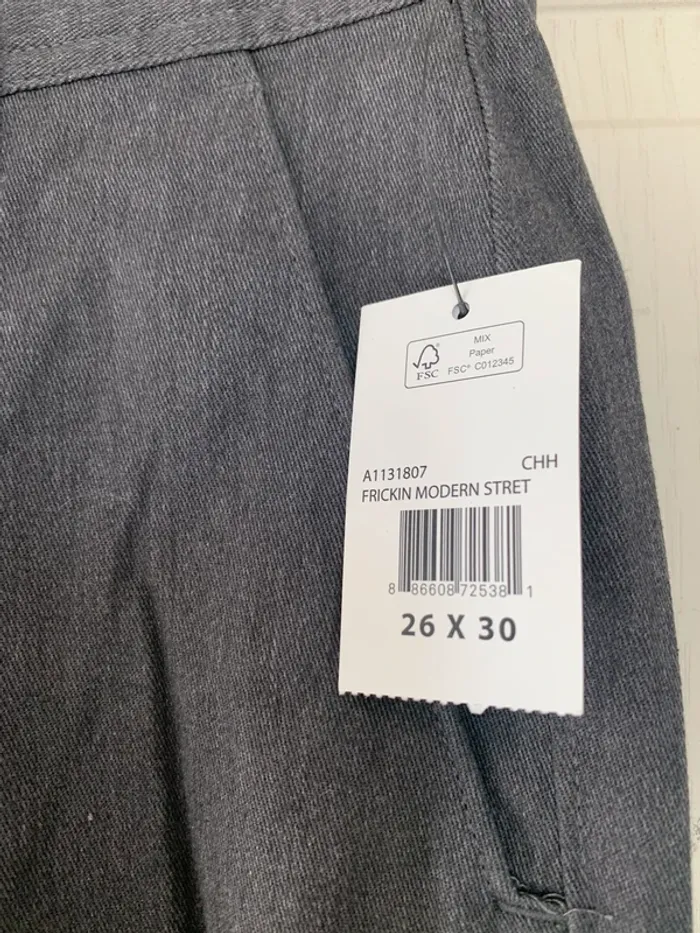 MIX
Paper
FSC® C012345
FSC®
A1131807 CHH
FRICKIN MODERN STRET
8 86608 72538 1
26 X 30